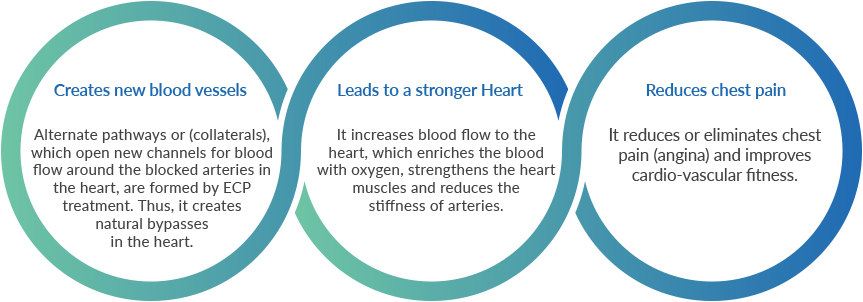 Creates new blood vessels
Alternate pathways or (collaterals),
which open new channels for blood
flow around the blocked arteries in
the heart, are formed by ECP
treatment. Thus, it creates
natural bypasses
in the heart.
Leads to a stronger Heart
It increases blood flow to the
heart, which enriches the blood
with oxygen, strengthens the heart
muscles and reduces the
stiffness of arteries.
Reduces chest pain
It reduces or eliminates chest
pain (angina) and improves
cardio-vascular fitness.